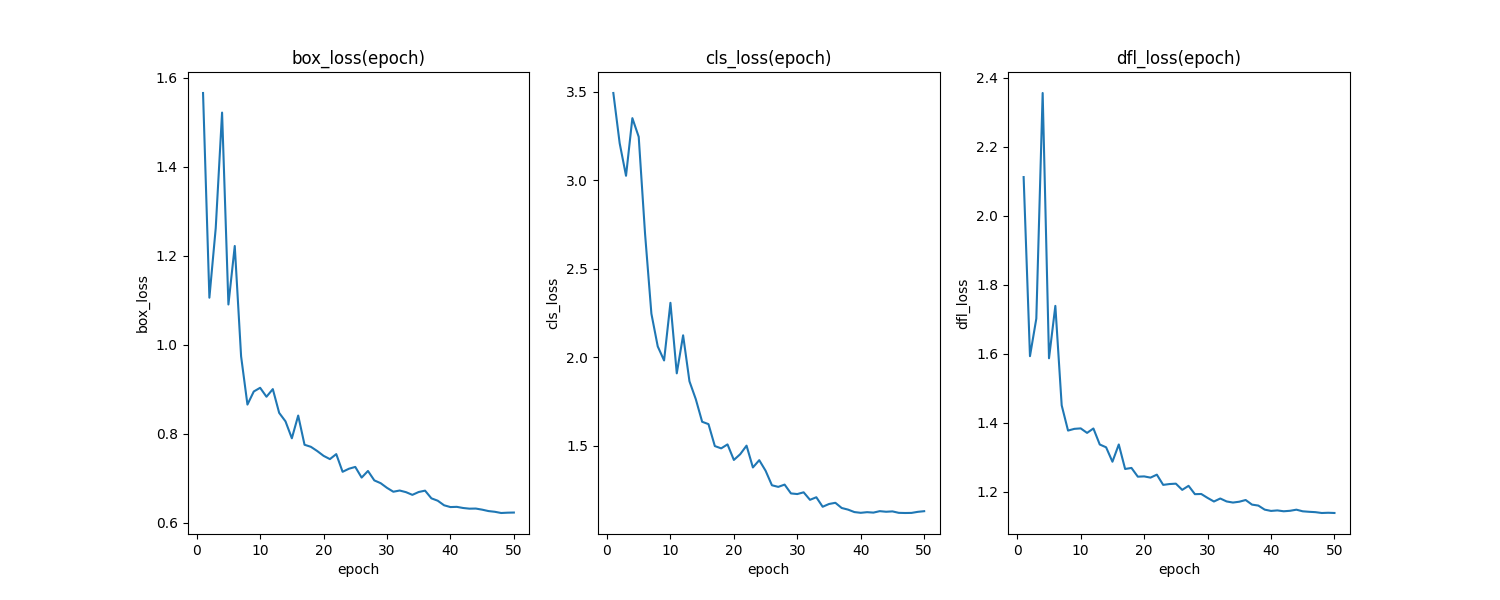 box_loss(epoch)
1.6
1.4
1.2
1.0
0.8
0.6
box_loss
0 10 20 30 40 50
epoch
cls_loss(epoch)
3.5
3.0
2.5
2.0
1.5
cls_loss
0 10 20 30 40 50
epoch
dfl_loss(epoch)
2.4
2.2
2.0
1.8
1.6
1.4
1.2
dfl_loss
0 10 20 30 40 50
epoch